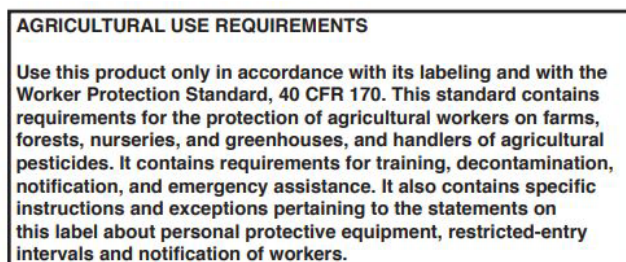 AGRICULTURAL USE REQUIREMENTS
Use this product only in accordance with its labeling and with the
Worker Protection Standard, 40 CFR 170. This standard contains
requirements for the protection of agricultural workers on farms,
forests, nurseries, and greenhouses, and handlers of agricultural
pesticides. It contains requirements for training, decontamination,
notification, and emergency assistance. It also contains specific
instructions and exceptions pertaining to the statements on
this label about personal protective equipment, restricted-entry
intervals and notification of workers.